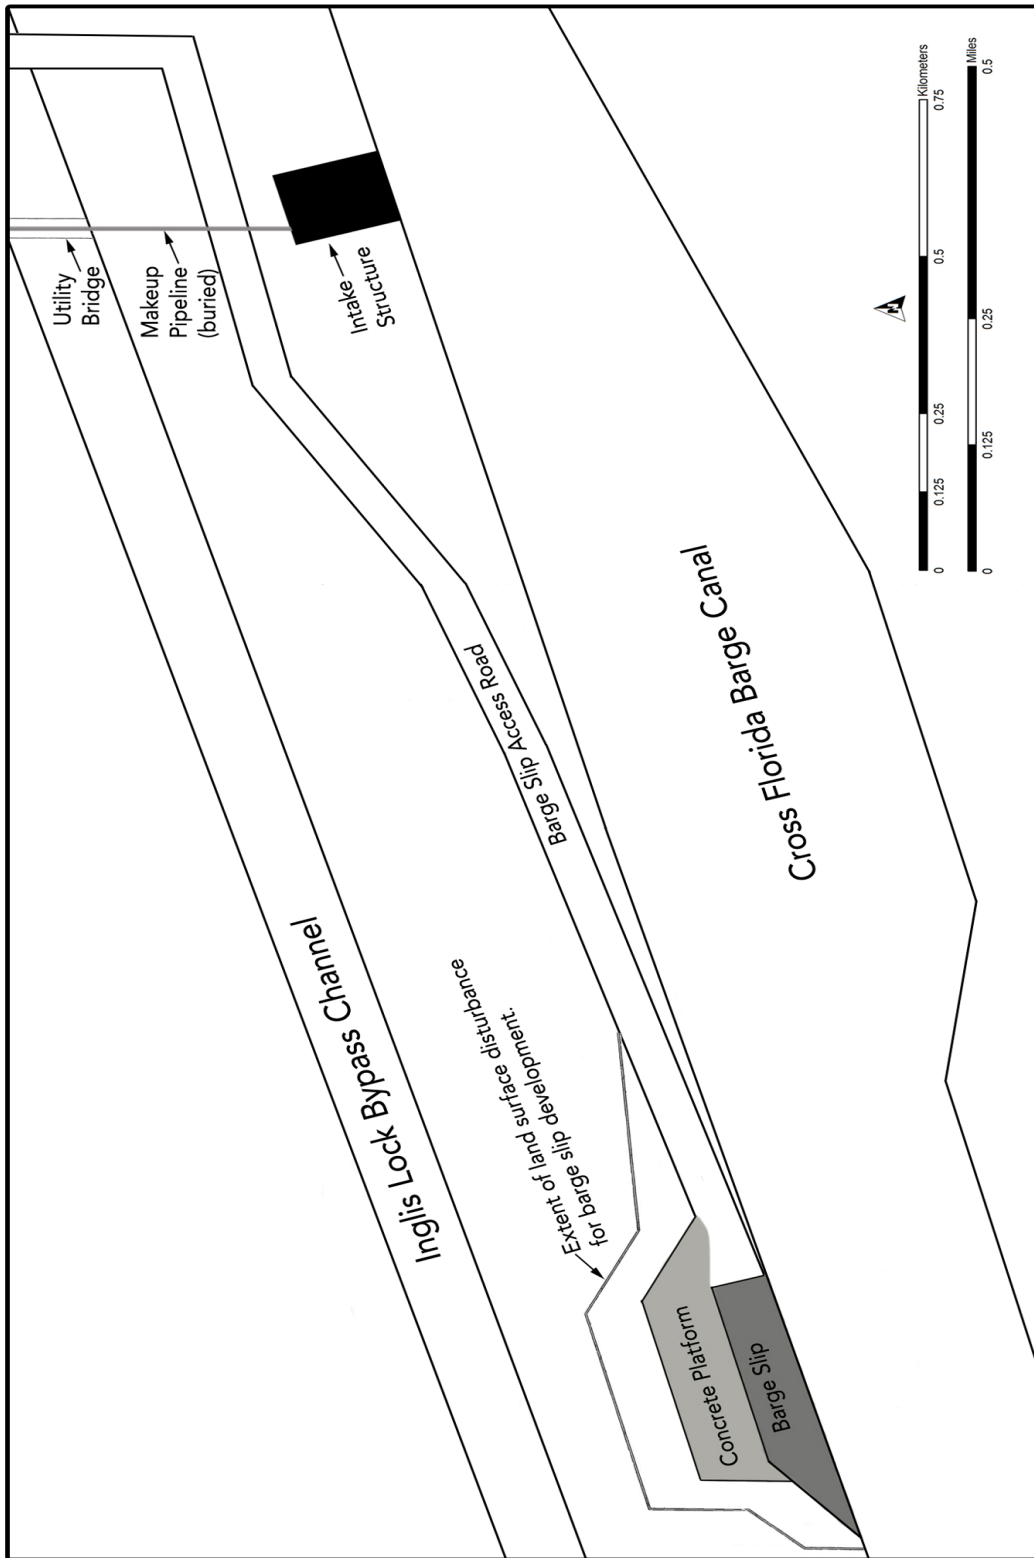 Utility
Bridge
Makeup
Pipeline
(buried)
Intake
Structure
Inglis Lock Bypass Channel
Barge Slip Access Road
Cross Florida Barge Canal
Extent of land surface disturbance
for barge slip development.
Concrete Platform
Barge Slip
N
Kilometers
0 0.125 0.25 0.5 0.75
Miles
0 0.125 0.25 0.5